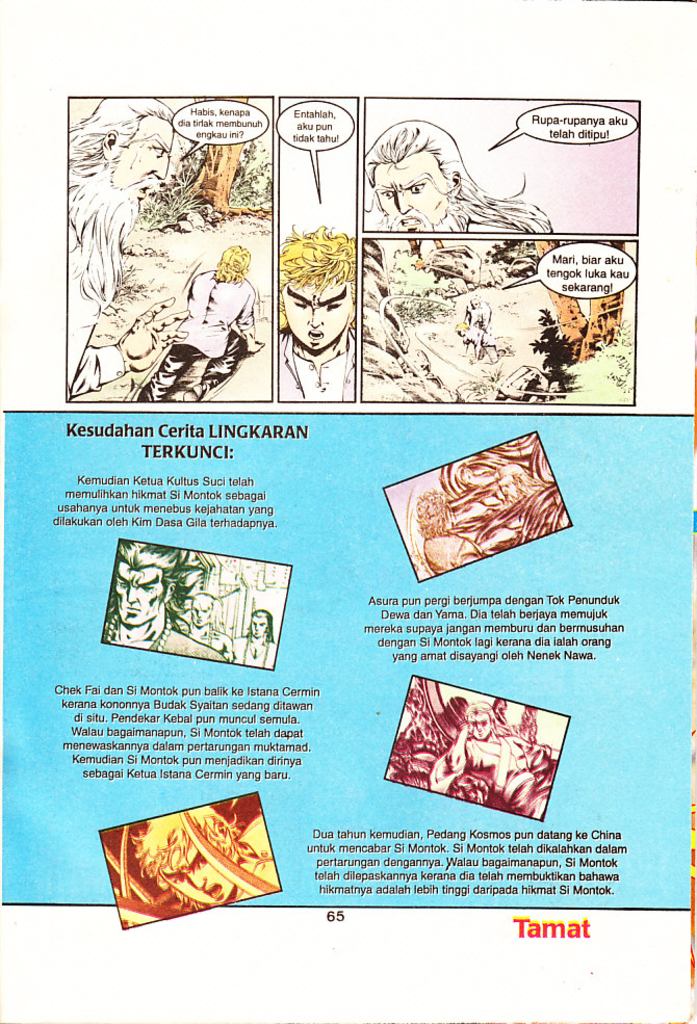 Habis, kenapa
dia tirlak membunuh
engkau ini?
Entahlah,
aku pun
tidak tahu!
Rupa-rupanya aku
telah ditipu!
Mari, biar aku
tengok luka kau
sekarang!
Kesudahan Cerita LINGKARAN
TERKUNCI:
Kemudian Ketua Kultus Suci telah
memulihkan hikmat Si Montok sebagai
usahanya untuk menebus kejahatan yang
dilakukan oleh Kim Dasa Gila terhadapnya.
Asura pun pergi berjumpa dengan Tok Penunduk
Dewa dan Yama. Dia telah berjaya memujuk
mereka supaya jangan memburu dan bermusuhan
dengan Si Montok lagi kerana dia ialah orang
yang amat disayangi oleh Nenek Nawa.
Chek Fai dan Si Montok pun balik ke Istana Cermin
kerana kononnya Budak Syaitan sedang ditawan
di situ. Pendekar Kebal pun muncul semula.
Walau bagaimanapun, Si Montok telah dapat
menewaskannya dalam pertarungan muktamad.
Kemudian Si Montok pun menjadikan dirinya
sebagai Ketua Istana Cermin yang baru.
Dua tahun kemudian, Pedang Kosmos pun datang ke China
untuk mencabar Si Montok. Si Montok telah dikalahkan dalam
pertarungan dengannya. Walau bagaimanapun, Si Montok
telah dilepaskannya kerana dia telah membuktikan bahawa
hikmatnya adalah lebih tinggi daripada hikmat Si Montok.
65
Tamat